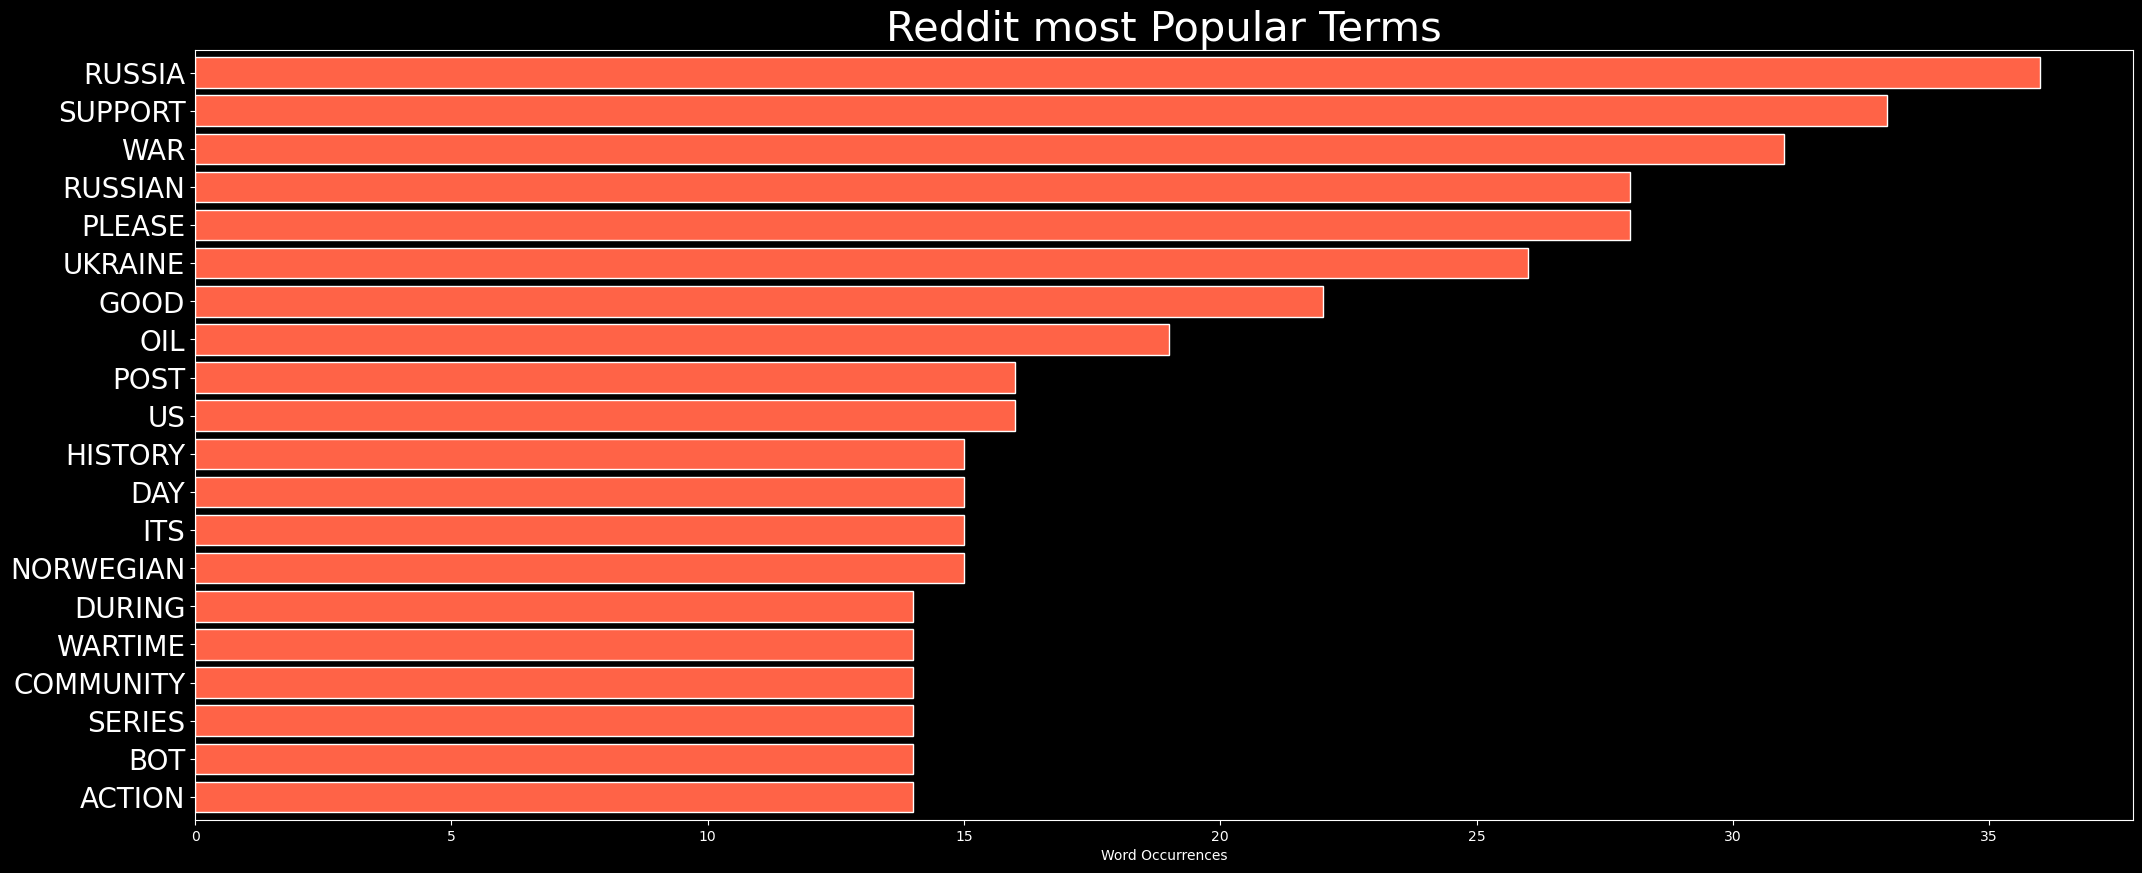 Reddit most Popular Terms
RUSSIA
SUPPORT
WAR
RUSSIAN
PLEASE
UKRAINE
GOOD
OIL
POST
US
HISTORY
DAY
ITS
NORWEGIAN
DURING
WARTIME
COMMUNITY
SERIES
BOT
ACTION
0 5 10 15 20 25 30 35
Word Occurrences